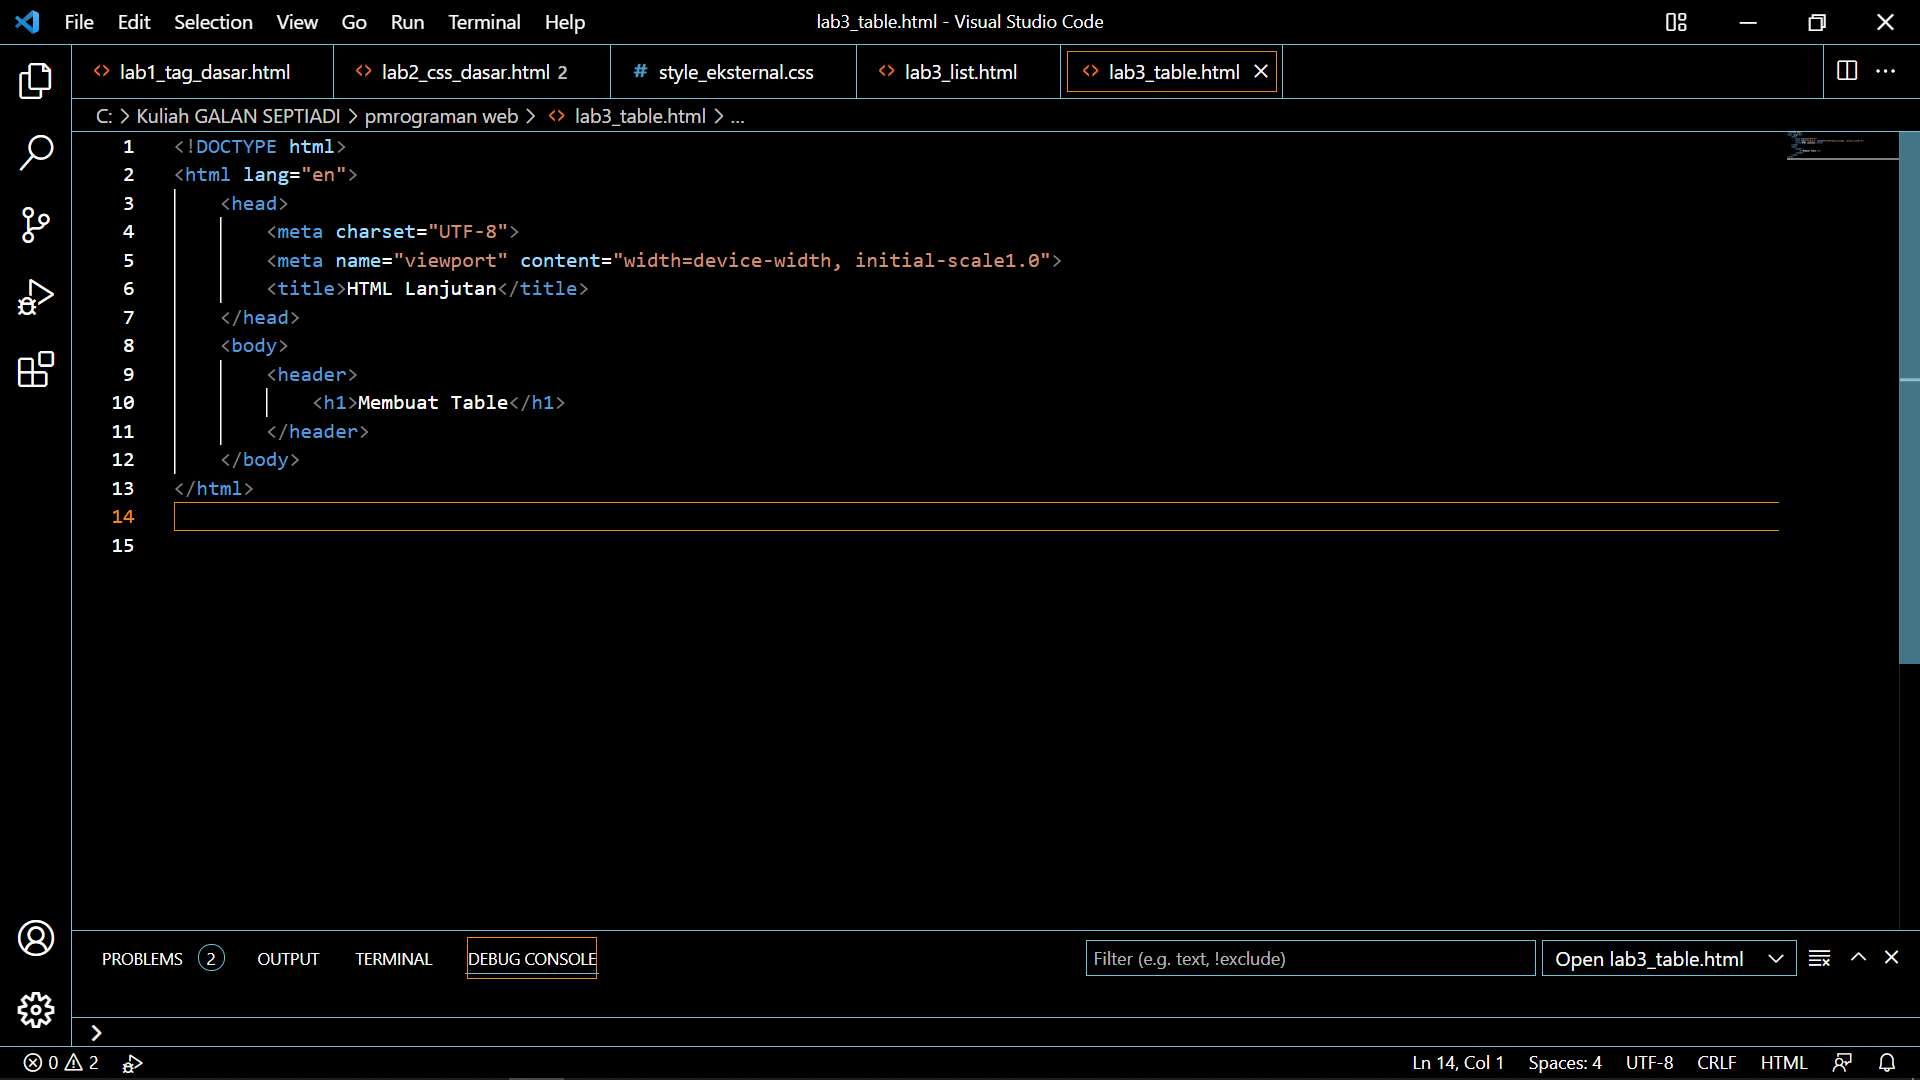 File Edit Selection View Go Run Terminal Help lab3_table.html - Visual Studio Code
lab1_tag_dasar.html lab2_css_dasar.html 2 # style_eksternal.css lab3_list.html lab3_table.html
C: > Kuliah GALAN SEPTIADI > pmrograman web > lab3_table.html > ...
1 <!DOCTYPE html>
2 <html lang="en">
3 <head>
4 <meta charset="UTF-8">
5 <meta name="viewport" content="width=device-width, initial-scale1.0">
6 <title>HTML Lanjutan</title>
7 </head>
8 <body>
9 <header>
10 <h1>Membuat Table</h1>
11 </header>
12 </body>
13 </html>
14
15
PROBLEMS 2 OUTPUT TERMINAL DEBUG CONSOLE Filter (e.g. text, !exclude) Open lab3_table.html
0 2 Ln 14, Col 1 Spaces: 4 UTF-8 CRLF HTML